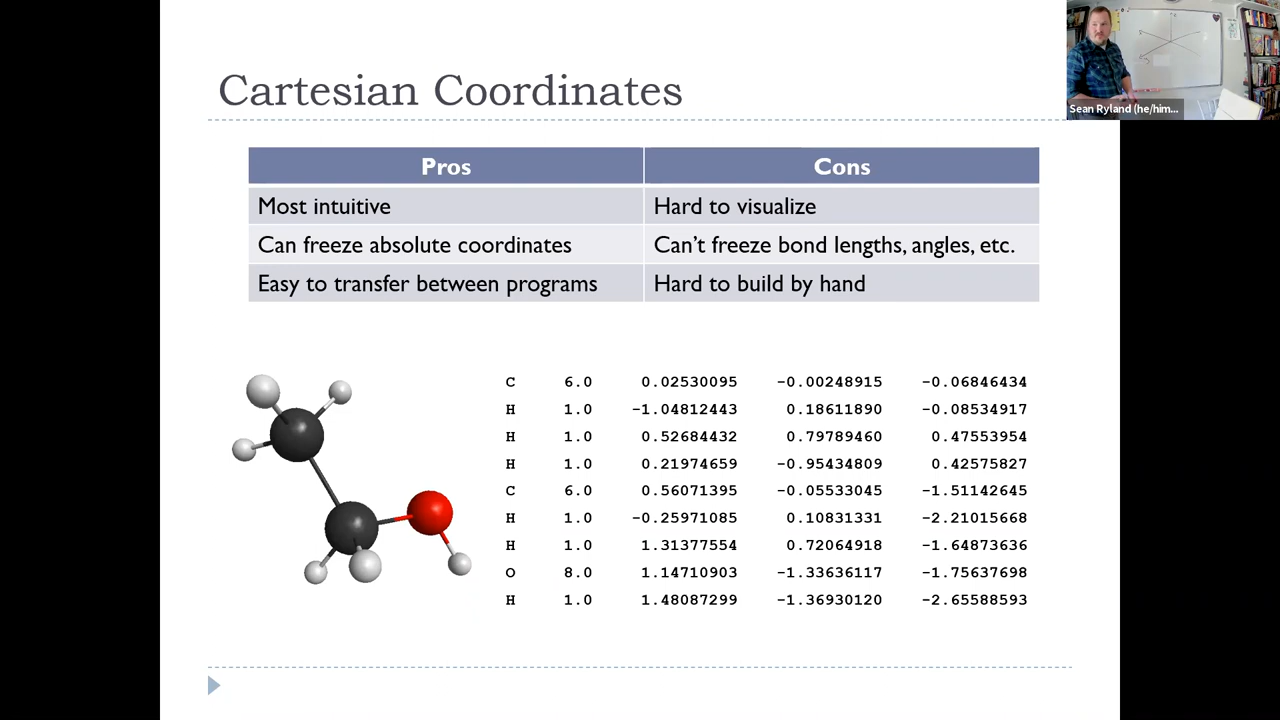 Cartesian Coordinates
Sean Ryland (he/him...
Pros Cons
Most intuitive Hard to visualize
Can freeze absolute coordinates Can’t freeze bond lengths, angles, etc.
Easy to transfer between programs Hard to build by hand
C 6.0 0.02530095 -0.00248915 -0.06846434
H 1.0 -1.04812443 0.18611890 -0.08534917
H 1.0 0.52684432 0.79789460 0.47553954
H 1.0 0.21974659 -0.95434809 0.42575827
C 6.0 0.56071395 -0.05533045 -1.51142645
H 1.0 -0.25971085 0.10831331 -2.21015668
H 1.0 1.31377554 0.72064918 -1.64873636
O 8.0 1.14710903 -1.33636117 -1.75637698
H 1.0 1.48087299 -1.36930120 -2.65588593